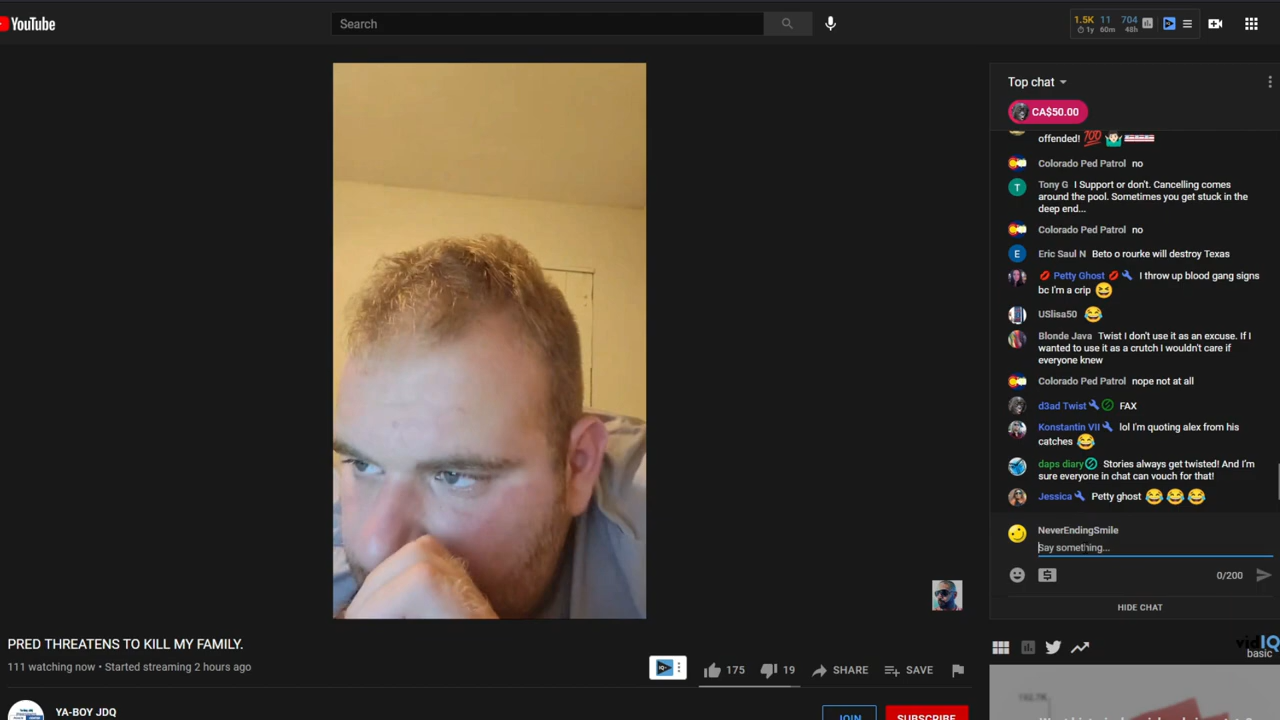 YouTube
Search
1.5K 11 704
1y 60m 48h
Top chat
CA$50.00
offended! 💯
Colorado Ped Patrol no
Tony G I Support or don't. Cancelling comes
around the pool. Sometimes you get stuck in the
deep end...
Colorado Ped Patrol no
E Eric Saul N Beto o rourke will destroy Texas
T
Petty Ghost I throw up blood gang signs
bc I'm a crip
USlisa50
Blonde Java Twist I don't use it as an excuse. If I
wanted to use it as a crutch I wouldn't care if
everyone knew
Colorado Ped Patrol nope not at all
d3ad Twist FAX
Konstantin VII lol I'm quoting alex from his
catches
daps diary Stories always get twisted! And I'm
sure everyone in chat can vouch for that!
Jessica Petty ghost
NeverEndingSmile
Say something...
0/200
HIDE CHAT
PRED THREATENS TO KILL MY FAMILY.
111 watching now • Started streaming 2 hours ago
IQ
175 19 SHARE SAVE
vidIQ
basic
YA-BOY JDQ
JOIN SUBSCRIBE